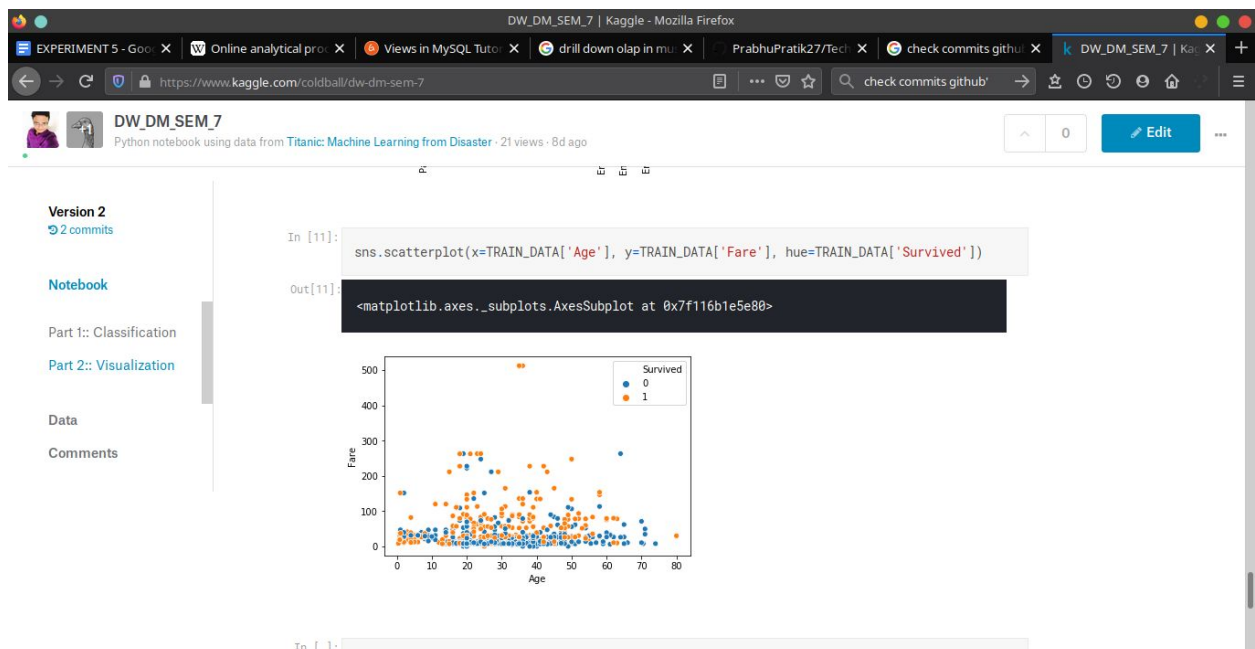 DW_DM_SEM_7 | Kaggle - Mozilla Firefox
EXPERIMENT 5 - Goo
Online analytical proc
Views in MySQL Tutor
drill down olap in mu
PrabhuPratik27/Tech
check commits githu
DW_DM_SEM_7 | Kag
https://www.kaggle.com/coldball/dw-dm-sem-7
check commits github'
DW_DM_SEM_7
Python notebook using data from Titanic: Machine Learning from Disaster · 21 views · 8d ago
0
Edit
Version 2
2 commits
Notebook
Part 1:: Classification
Part 2:: Visualization
Data
Comments
In [11]:
sns.scatterplot(x=TRAIN_DATA['Age'], y=TRAIN_DATA['Fare'], hue=TRAIN_DATA['Survived'])
Out[11]:
<matplotlib.axes._subplots.AxesSubplot at 0x7f116b1e5e80>
Survived
0
1
500
400
300
200
100
0
Fare
0 10 20 30 40 50 60 70 80
Age
In [ ]: